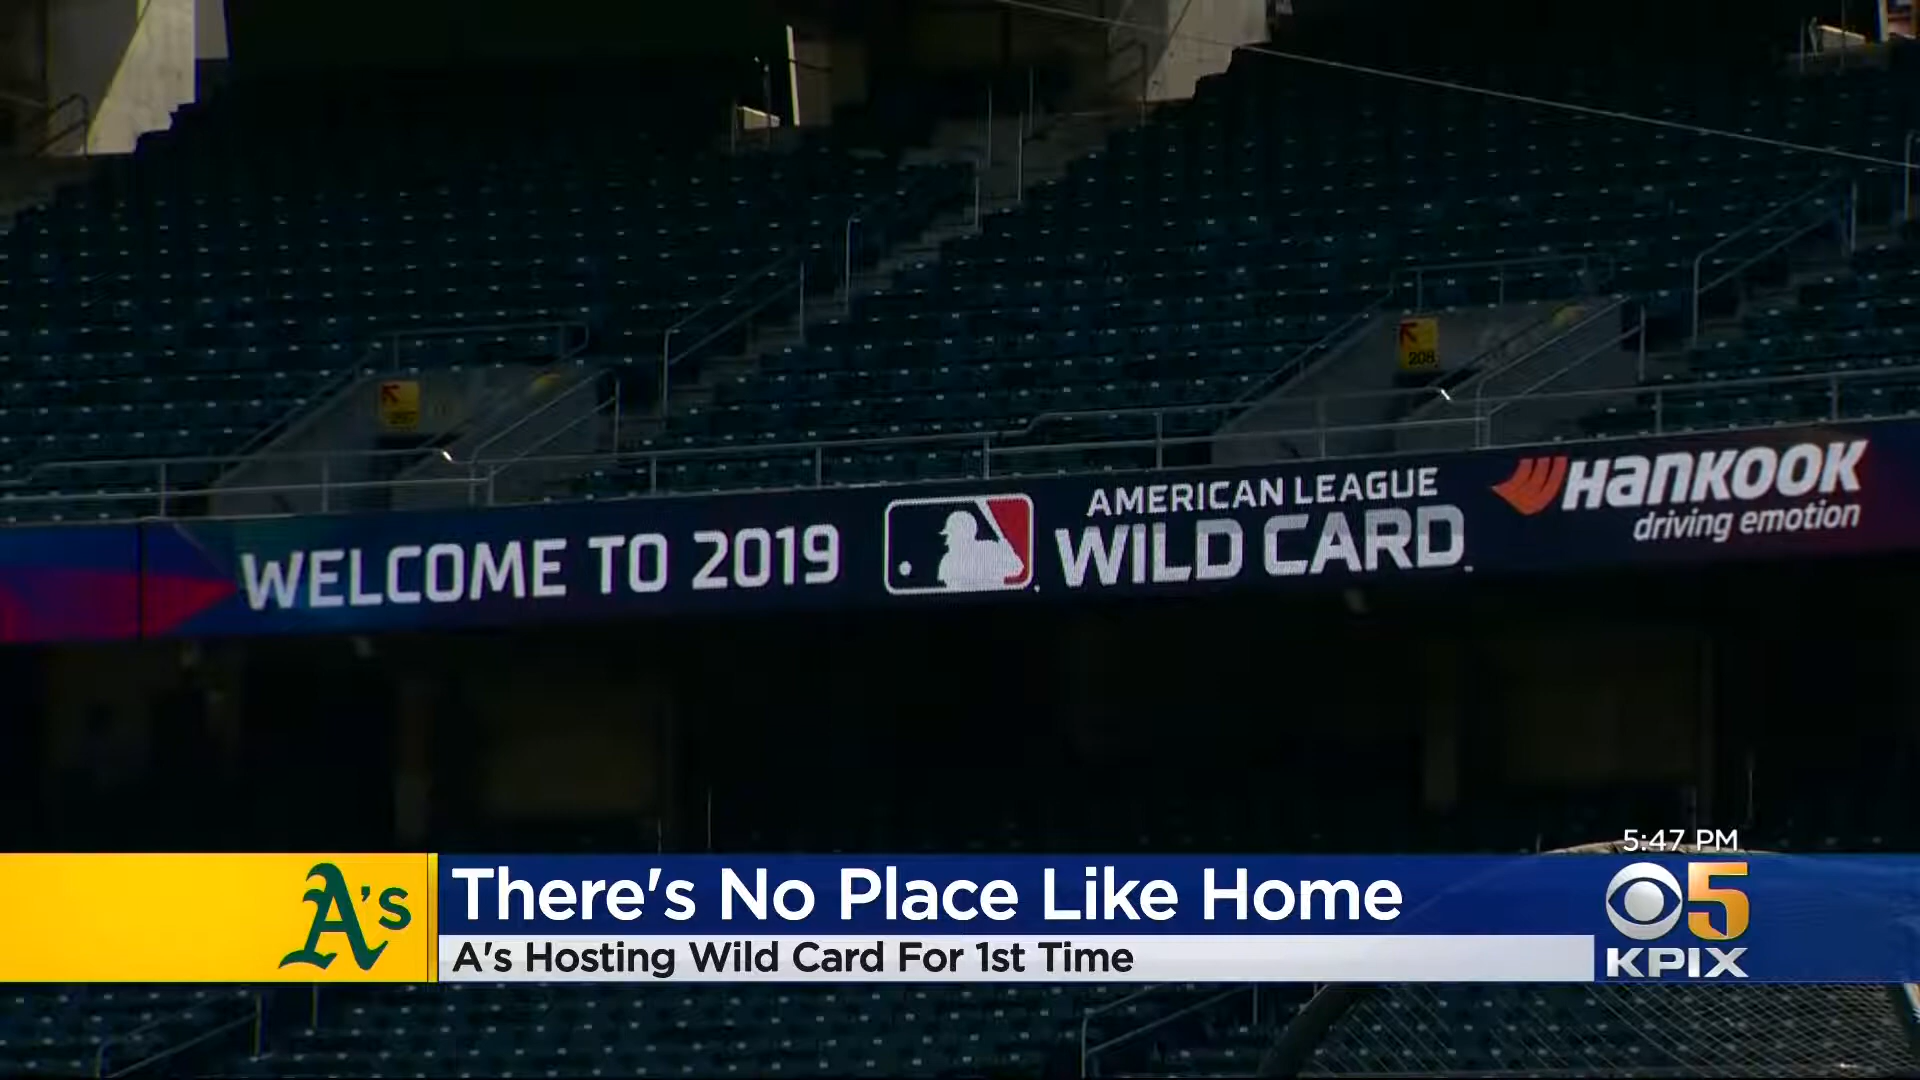 208
WELCOME TO 2019
AMERICAN LEAGUE
WILD CARD
HANKOOK
driving emotion
5:47 PM
A's
There's No Place Like Home
A's Hosting Wild Card For 1st Time
5
KPIX